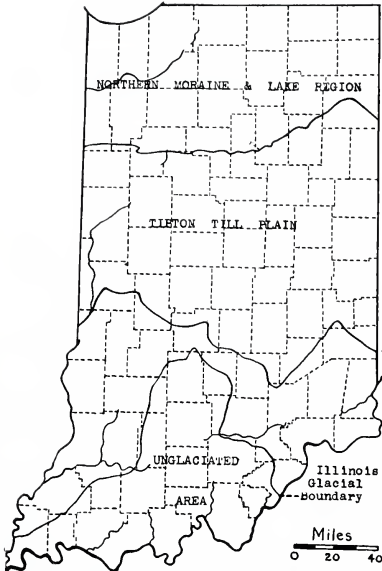 NORTHERN MORAINE & LAKE REGION
TIPTON TILL PLAIN
UNGLACIATED
AREA
Illinois
Glacial
Boundary
Miles
0 20 40